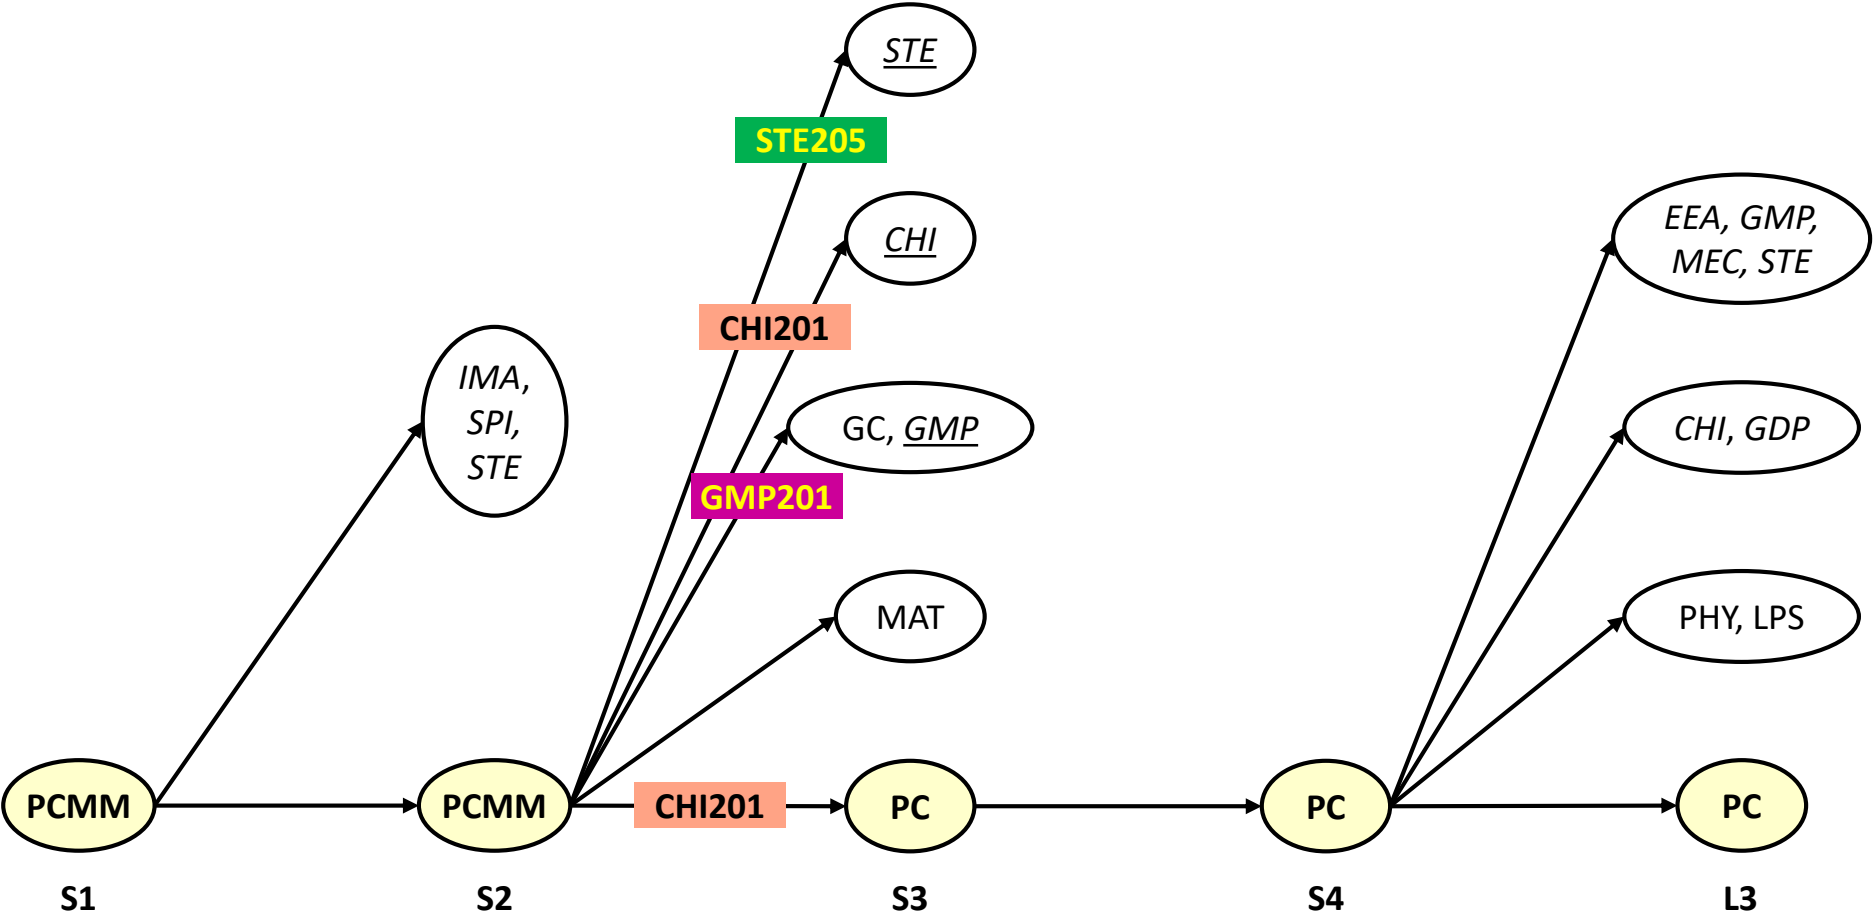 STE
STE205
CHI
EEA, GMP,
MEC, STE
CHI201
IMA,
SPI,
STE
GC, GMP
CHI, GDP
GMP201
MAT
PHY, LPS
PCMM
PCMM
CHI201
PC
PC
PC
S1
S2
S3
S4
L3